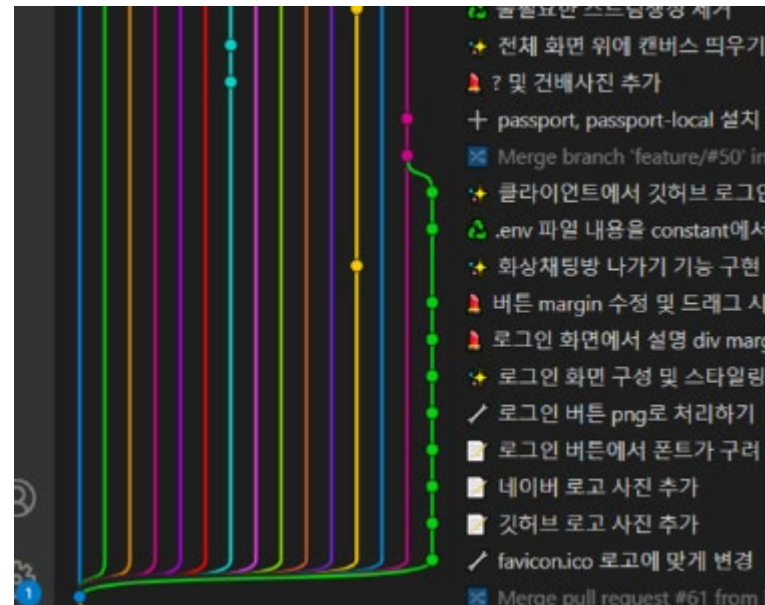 불필요한 스트림생성 제거
전체 화면 위에 캔버스 띄우기
? 및 건배사진 추가
passport, passport-local 설치
Merge branch 'feature/#50' in
클라이언트에서 깃허브 로그인
.env 파일 내용을 constant에서
화상채팅방 나가기 기능 구현
버튼 margin 수정 및 드래그 시
로그인 화면에서 설명 div marg
로그인 화면 구성 및 스타일링
로그인 버튼 png로 처리하기
로그인 버튼에서 폰트가 구려
네이버 로고 사진 추가
깃허브 로고 사진 추가
favicon.ico 로고에 맞게 변경
1
Merge pull request #61 from